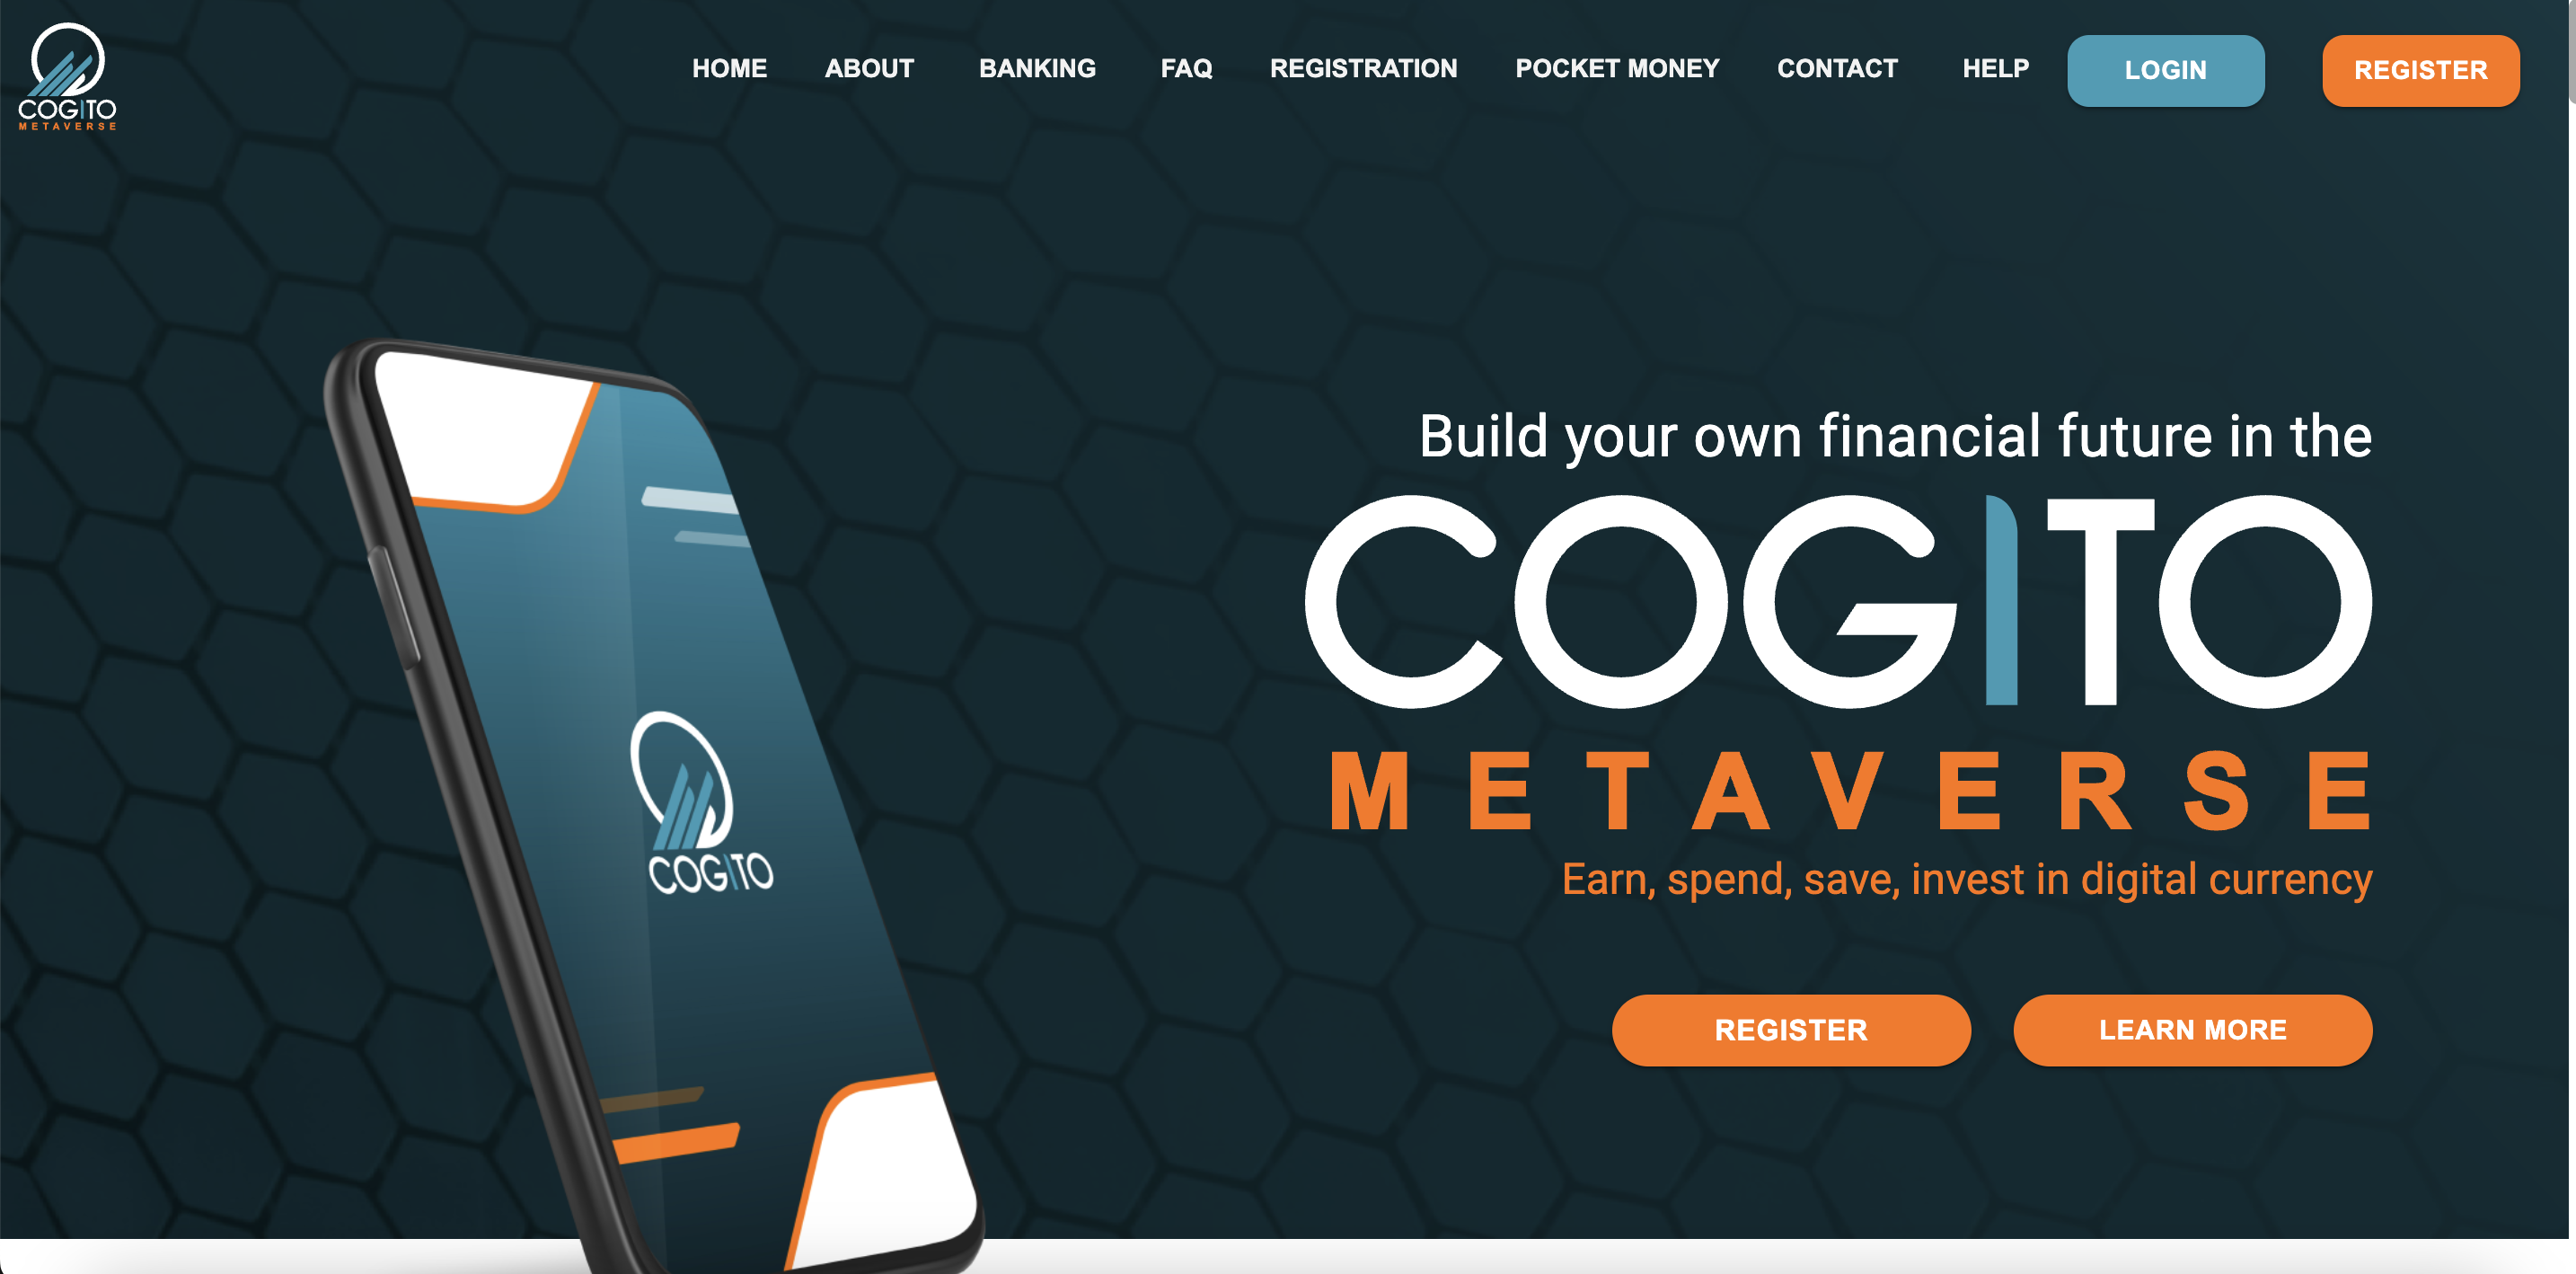 COGITO
METAVERSE
HOME ABOUT BANKING FAQ REGISTRATION POCKET MONEY CONTACT HELP LOGIN REGISTER
Build your own financial future in the
COGITO
METAVERSE
Earn, spend, save, invest in digital currency
REGISTER LEARN MORE
COGITO